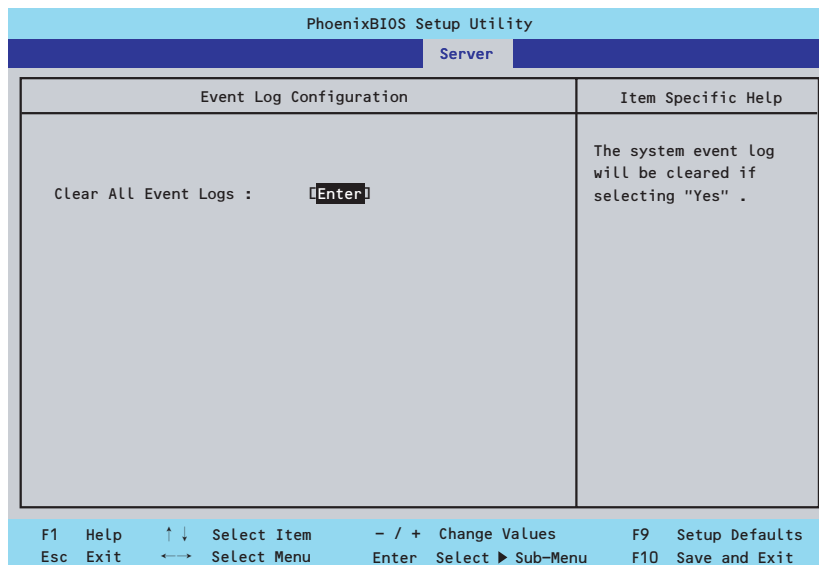 PhoenixBIOS Setup Utility
Server
Event Log Configuration
Item Specific Help
Clear All Event Logs : [Enter]
The system event log
will be cleared if
selecting "Yes" .
F1 Help ↑↓ Select Item - / + Change Values F9 Setup Defaults
Esc Exit ←→ Select Menu Enter Select ▶ Sub-Menu F10 Save and Exit